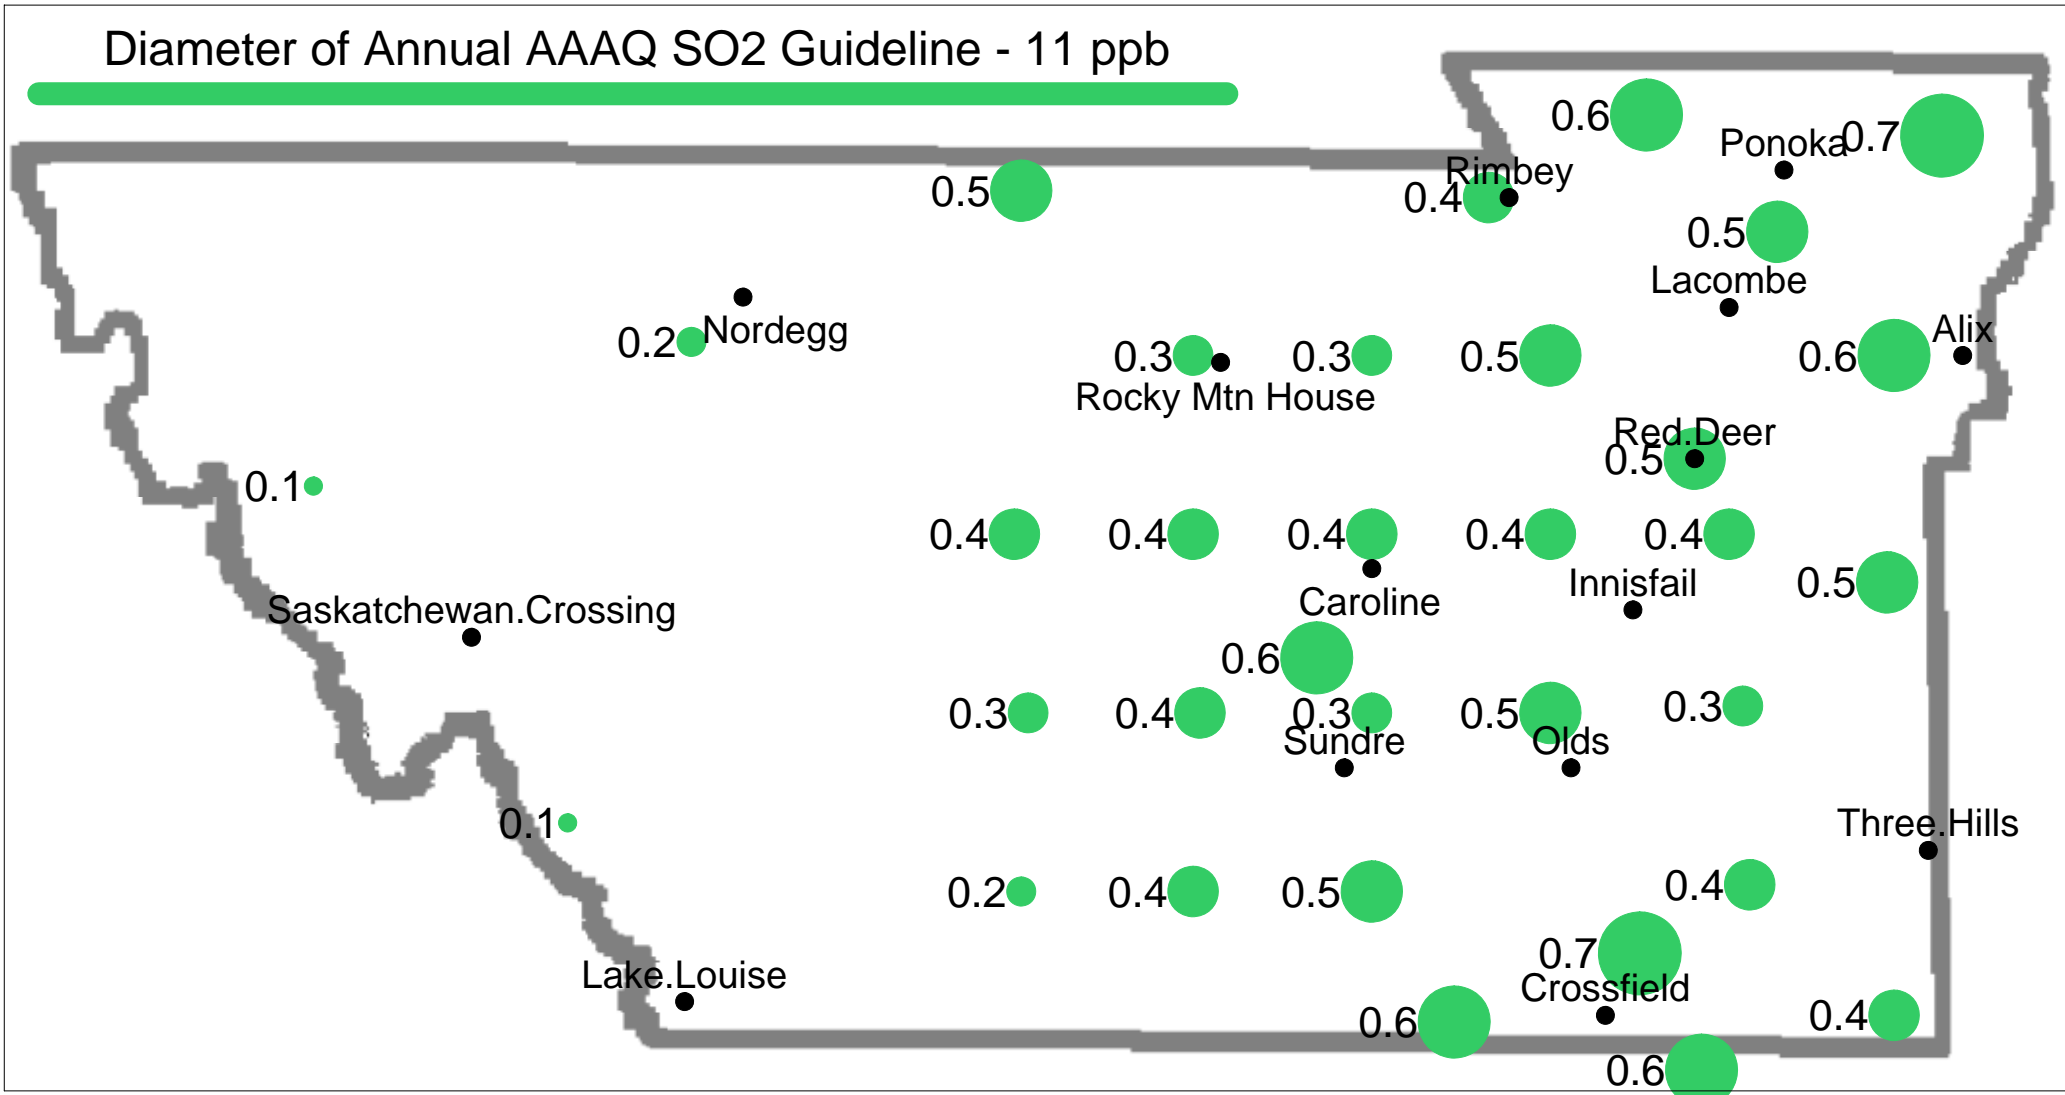 Diameter of Annual AAAQ SO2 Guideline - 11 ppb
0.6
Ponoka
0.7
Rimbey
0.5
0.4
0.5
Lacombe
Nordegg
0.2
0.3
0.3
0.5
0.6
Alix
Rocky Mtn House
Red.Deer
0.5
0.1
0.4
0.4
0.4
0.4
0.4
Innisfail
0.5
Saskatchewan.Crossing
Caroline
0.6
0.3
0.4
0.3
0.5
0.3
Sundre
Olds
0.1
Three.Hills
0.2
0.4
0.5
0.4
0.7
Lake.Louise
Crossfield
0.6
0.4
0.6